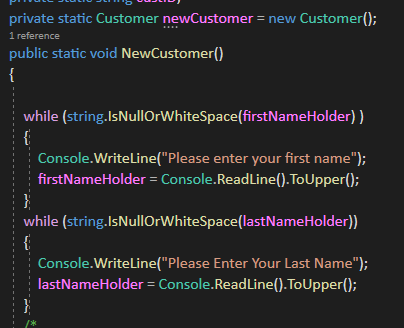 private static string custID
private static Customer newCustomer = new Customer();
1 reference
public static void NewCustomer()
{
while (string.IsNullOrWhiteSpace(firstNameHolder) )
{
Console.WriteLine("Please enter your first name");
firstNameHolder = Console.ReadLine().ToUpper();
}
while (string.IsNullOrWhiteSpace(lastNameHolder))
{
Console.WriteLine("Please Enter Your Last Name");
lastNameHolder = Console.ReadLine().ToUpper();
}
/*